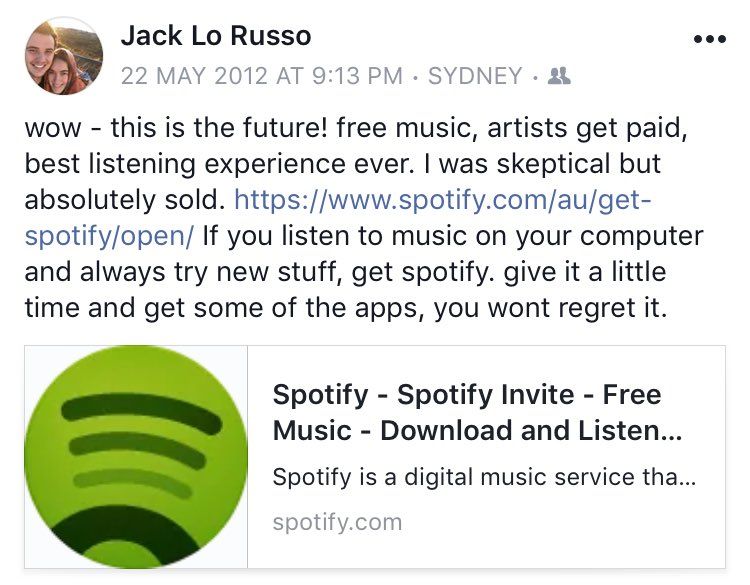 Jack Lo Russo
22 MAY 2012 AT 9:13 PM · SYDNEY ·
wow - this is the future! free music, artists get paid,
best listening experience ever. I was skeptical but
absolutely sold. https://www.spotify.com/au/get-
spotify/open/ If you listen to music on your computer
and always try new stuff, get spotify. give it a little
time and get some of the apps, you wont regret it.
Spotify - Spotify Invite - Free
Music - Download and Listen...
Spotify is a digital music service tha...
spotify.com